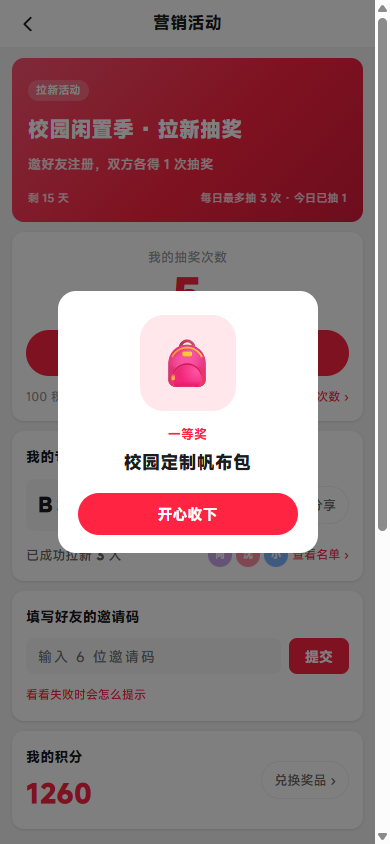 营销活动
拉新活动
校园闲置季 · 拉新抽奖
邀好友注册，双方各得 1 次抽奖
剩 15 天
每日最多抽 3 次 · 今日已抽 1
我的抽奖次数
5
100 积
次数 ›
一等奖
校园定制帆布包
开心收下
我的
B
分享
已成功拉新 3 人
查看名单 ›
填写好友的邀请码
输入 6 位邀请码
提交
看看失败时会怎么提示
我的积分
1260
兑换奖品 ›